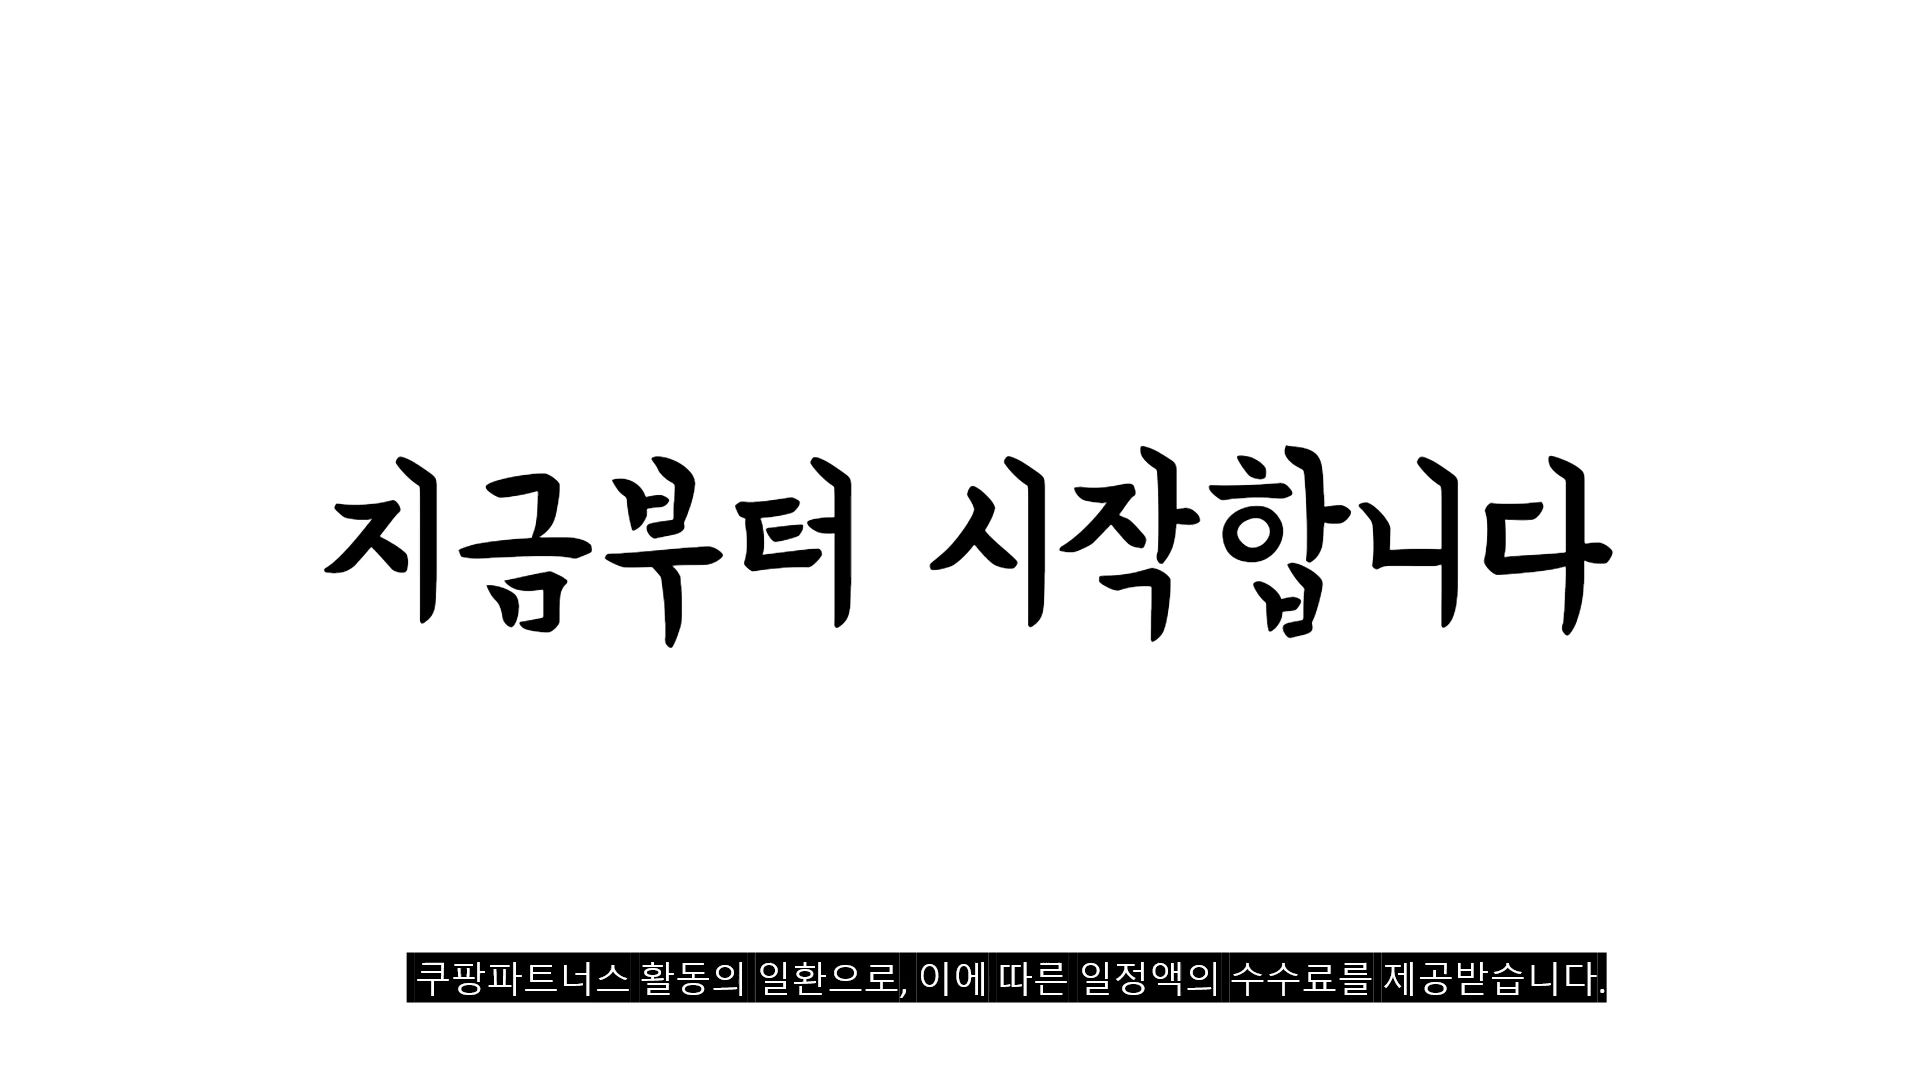 지금부터 시작합니다
쿠팡파트너스 활동의 일환으로, 이에 따른 일정액의 수수료를 제공받습니다.